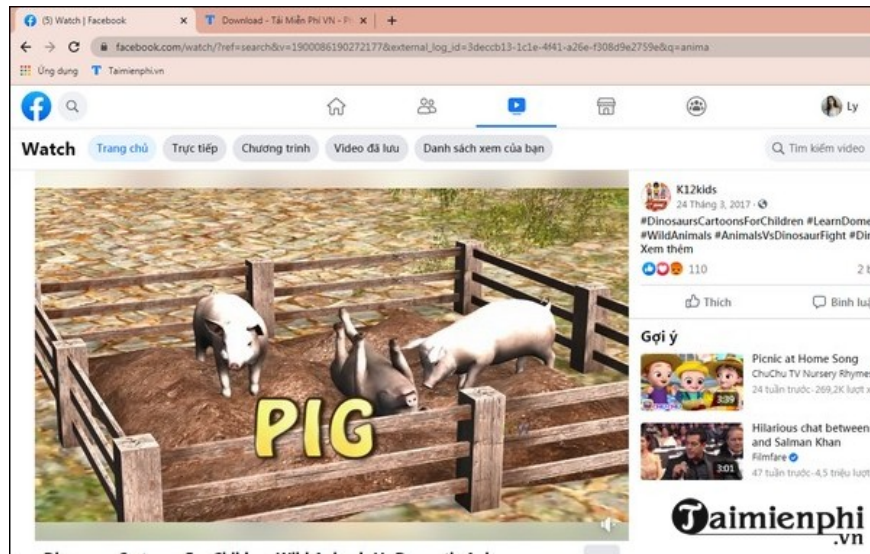 (5) Watch | Facebook
Download - Tải Miễn Phí VN - Ph
facebook.com/watch/?ref=search&v=1900086190272177&external_log_id=3deccb13-1c1e-4f41-a26e-f308d9e2759e&q=anima
Ứng dụng
Taimienphi.vn
Ly
Watch
Trang chủ
Trực tiếp
Chương trình
Video đã lưu
Danh sách xem của bạn
Tìm kiếm video
K12kids
24 Tháng 3, 2017
#DinosaursCartoonsForChildren #LearnDome
#WildAnimals #AnimalsVsDinosaurFight #Din
Xem thêm
110
2 b
Thích
Bình luậ
Gợi ý
PIG
Picnic at Home Song
ChuChu TV Nursery Rhymes
24 tuần trước · 269,2K lượt x
3:39
Hilarious chat between
and Salman Khan
Filmfare
47 tuần trước · 4,5 triệu lượt
3:01
Taimienphi
.vn